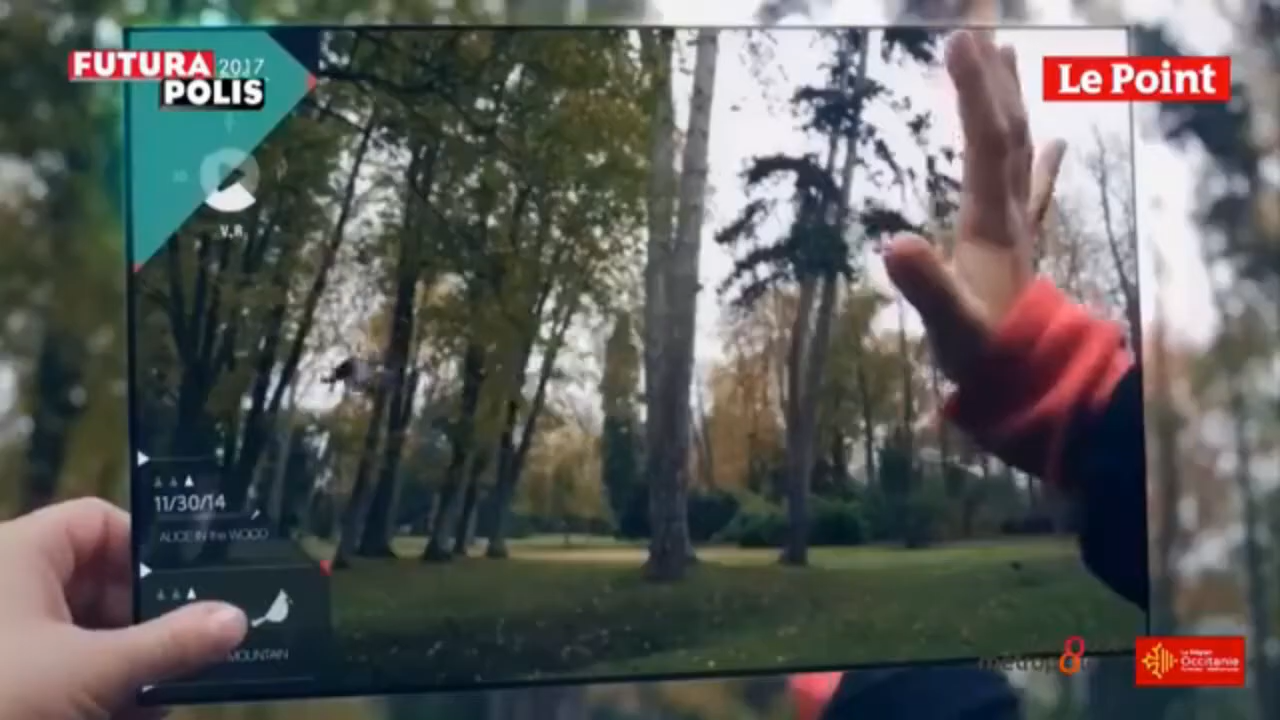 FUTURA
2017
POLIS
Le Point
V.R.
11/30/14
ALICE IN the WOOD
MOUNTAIN
La Région
Occitanie